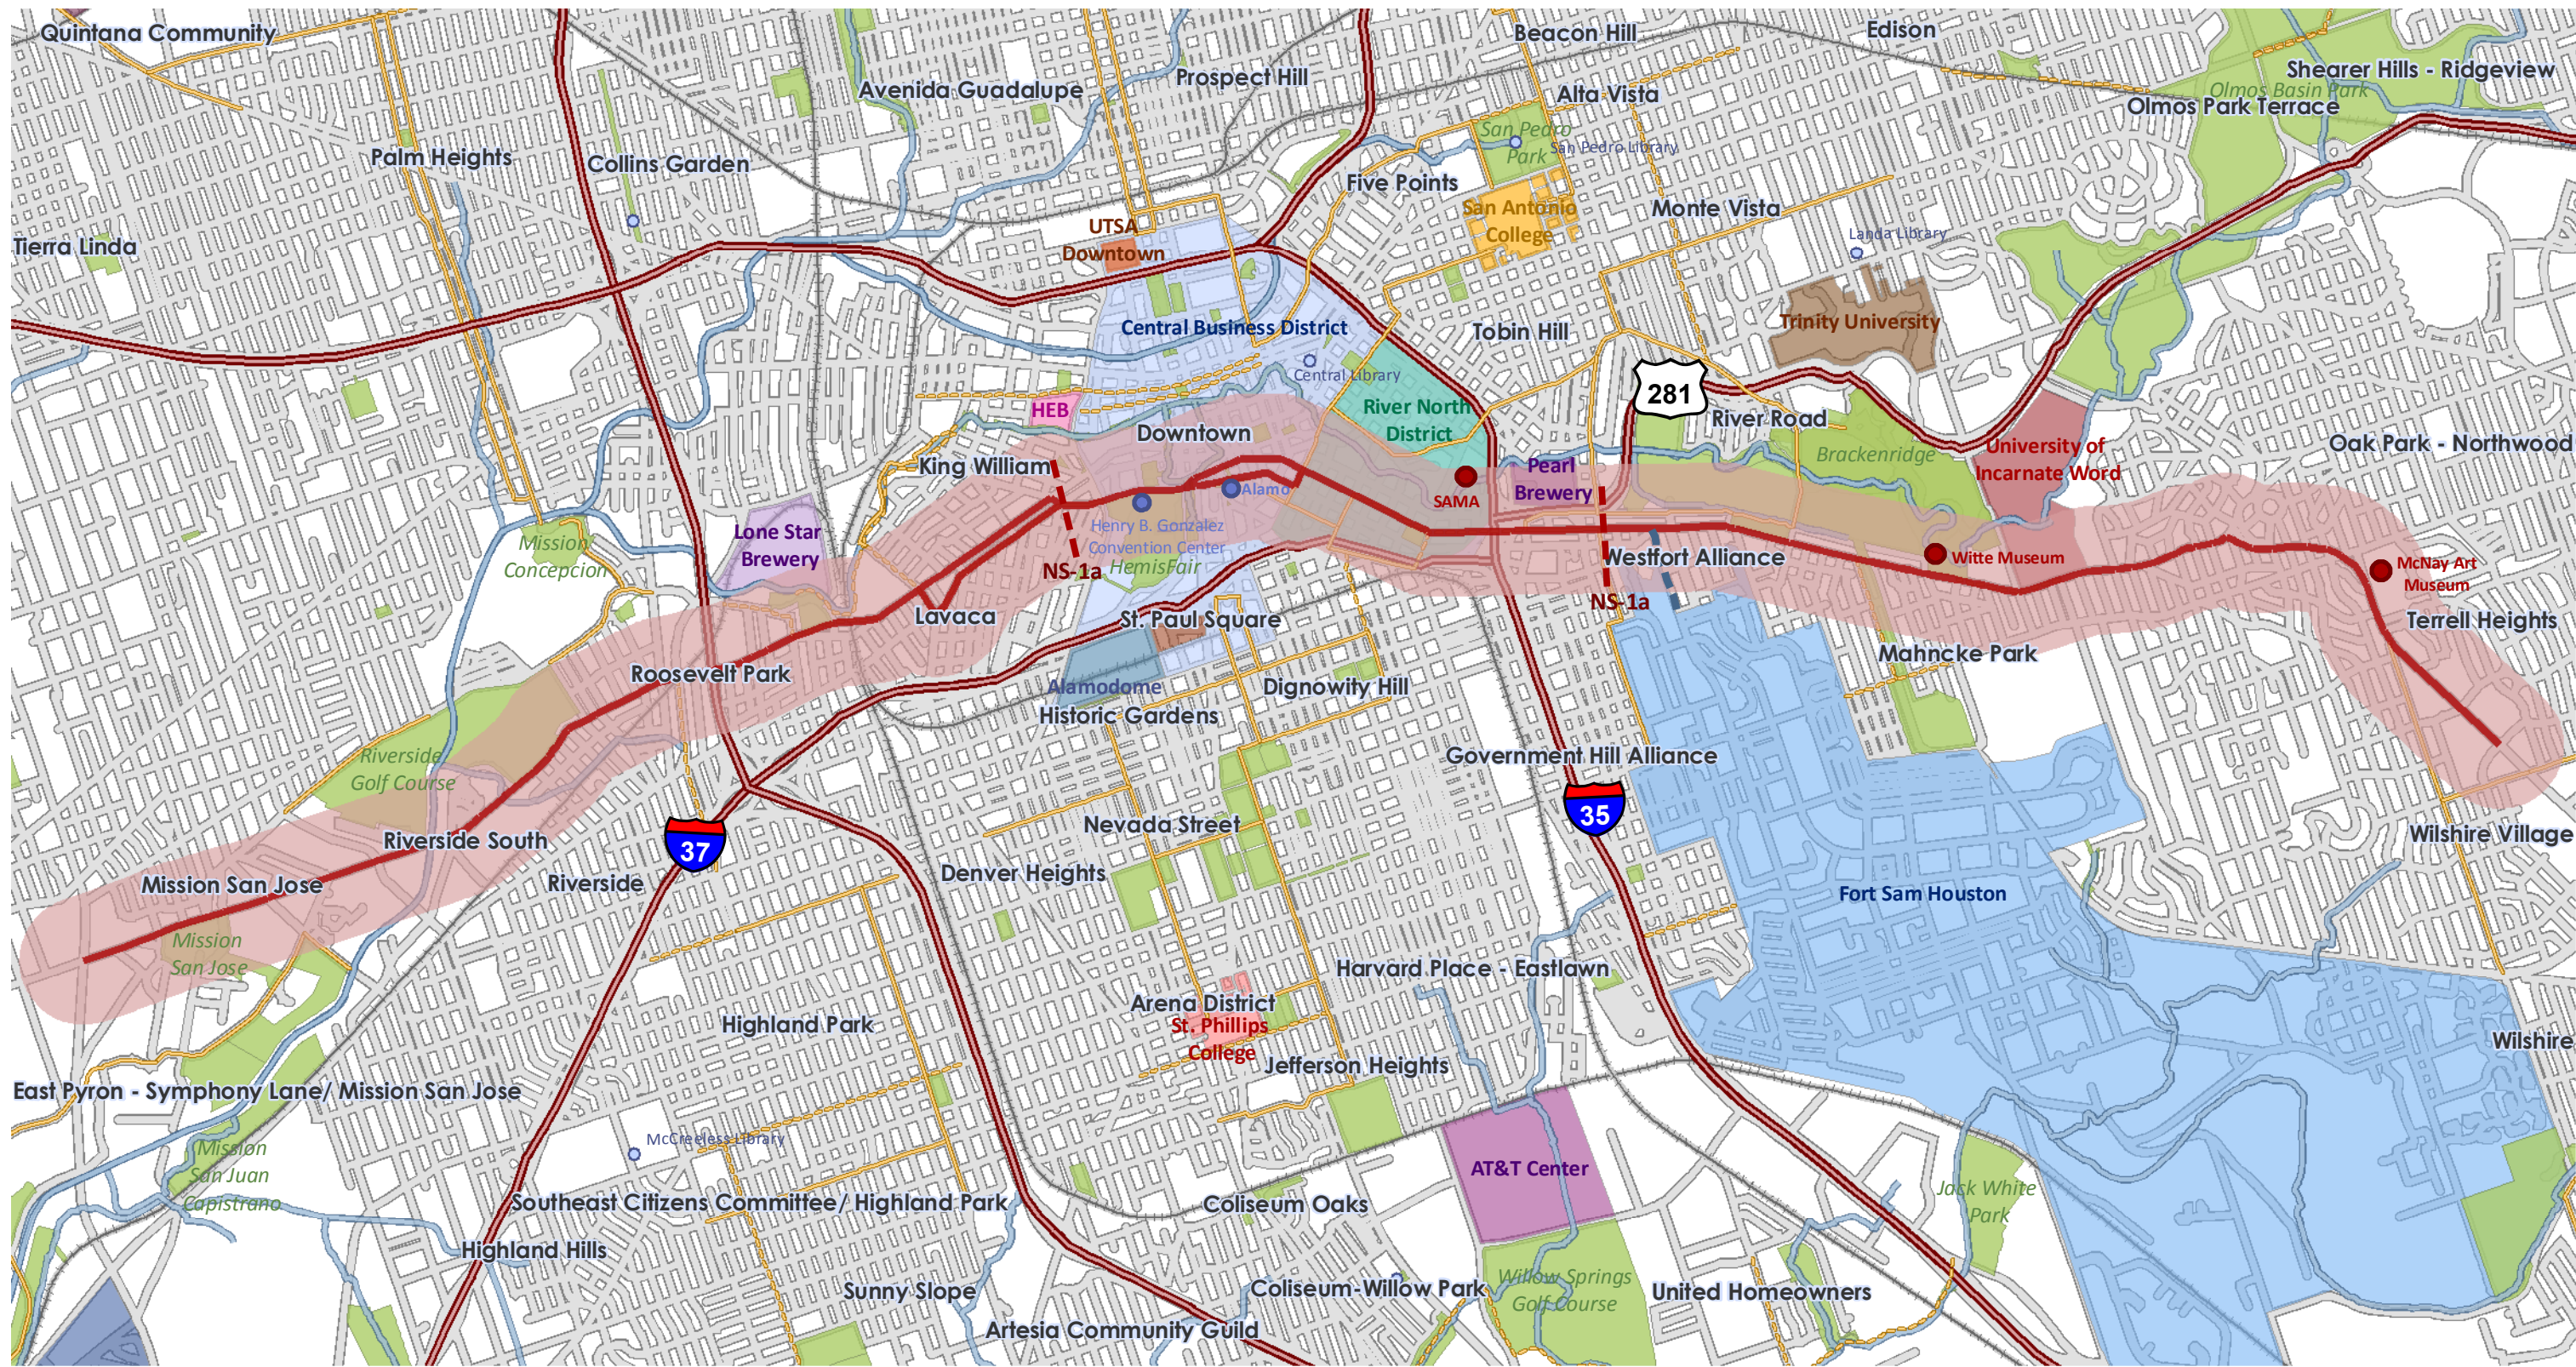 Quintana Community
Beacon Hill
Edison
Shearer Hills - Ridgeview
Olmos Basin Park
Olmos Park Terrace
Avenida Guadalupe
Prospect Hill
Alta Vista
San Pedro
Park
San Pedro Library
Palm Heights
Collins Garden
Five Points
San Antonio
College
Monte Vista
Landa Library
Tierra Linda
UTSA
Downtown
Central Business District
Tobin Hill
Trinity University
Central Library
281
HEB
River North
District
River Road
Downtown
University of
Incarnate Word
Brackenridge
Oak Park - Northwood
King William
Pearl
Brewery
Alamo
SAMA
Lone Star
Brewery
Henry B. Gonzalez
Convention Center
HemisFair
NS-1a
Mission
Concepcion
Westfort Alliance
Witte Museum
McNay Art
Museum
NS-1a
Lavaca
St. Paul Square
Terrell Heights
Mahncke Park
Roosevelt Park
Alamodome
Dignowity Hill
Historic Gardens
Riverside
Golf Course
Government Hill Alliance
35
Riverside South
37
Nevada Street
Wilshire Village
Mission San Jose
Riverside
Denver Heights
Fort Sam Houston
Mission
San Jose
Harvard Place - Eastlawn
Arena District
St. Phillips
College
Highland Park
Jefferson Heights
Wilshire
East Pyron - Symphony Lane/ Mission San Jose
Mission
San Juan
Capistrano
McCreeless Library
AT&T Center
Jack White
Park
Southeast Citizens Committee/ Highland Park
Coliseum Oaks
Highland Hills
Sunny Slope
Coliseum-Willow Park
Willow Springs
Golf Course
United Homeowners
Artesia Community Guild